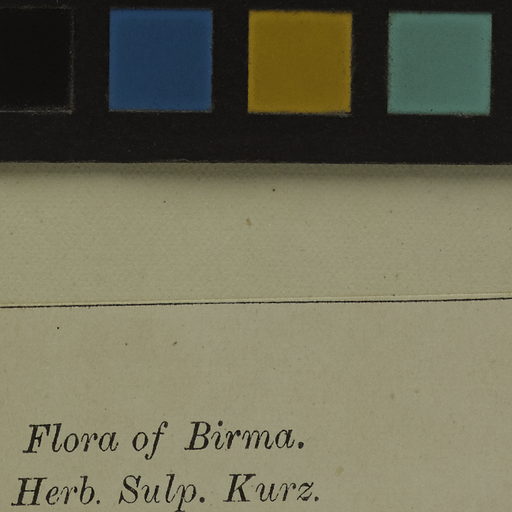 Flora of Birma.
Herb. Sulp. Kurz.